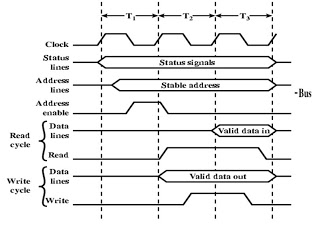 T1 T2 T3
Clock
Status lines Status signals
Address lines Stable address
-Bus
Address enable
Read cycle Data lines Valid data in
Read
Write cycle Data lines Valid data out
Write